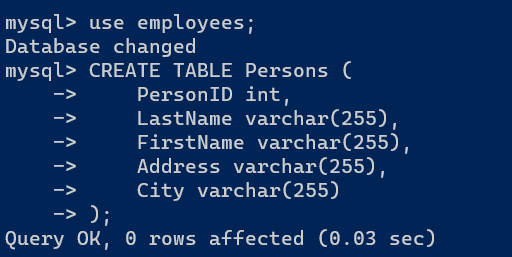 mysql> use employees;
Database changed
mysql> CREATE TABLE Persons (
    ->     PersonID int,
    ->     LastName varchar(255),
    ->     FirstName varchar(255),
    ->     Address varchar(255),
    ->     City varchar(255)
    -> );
Query OK, 0 rows affected (0.03 sec)